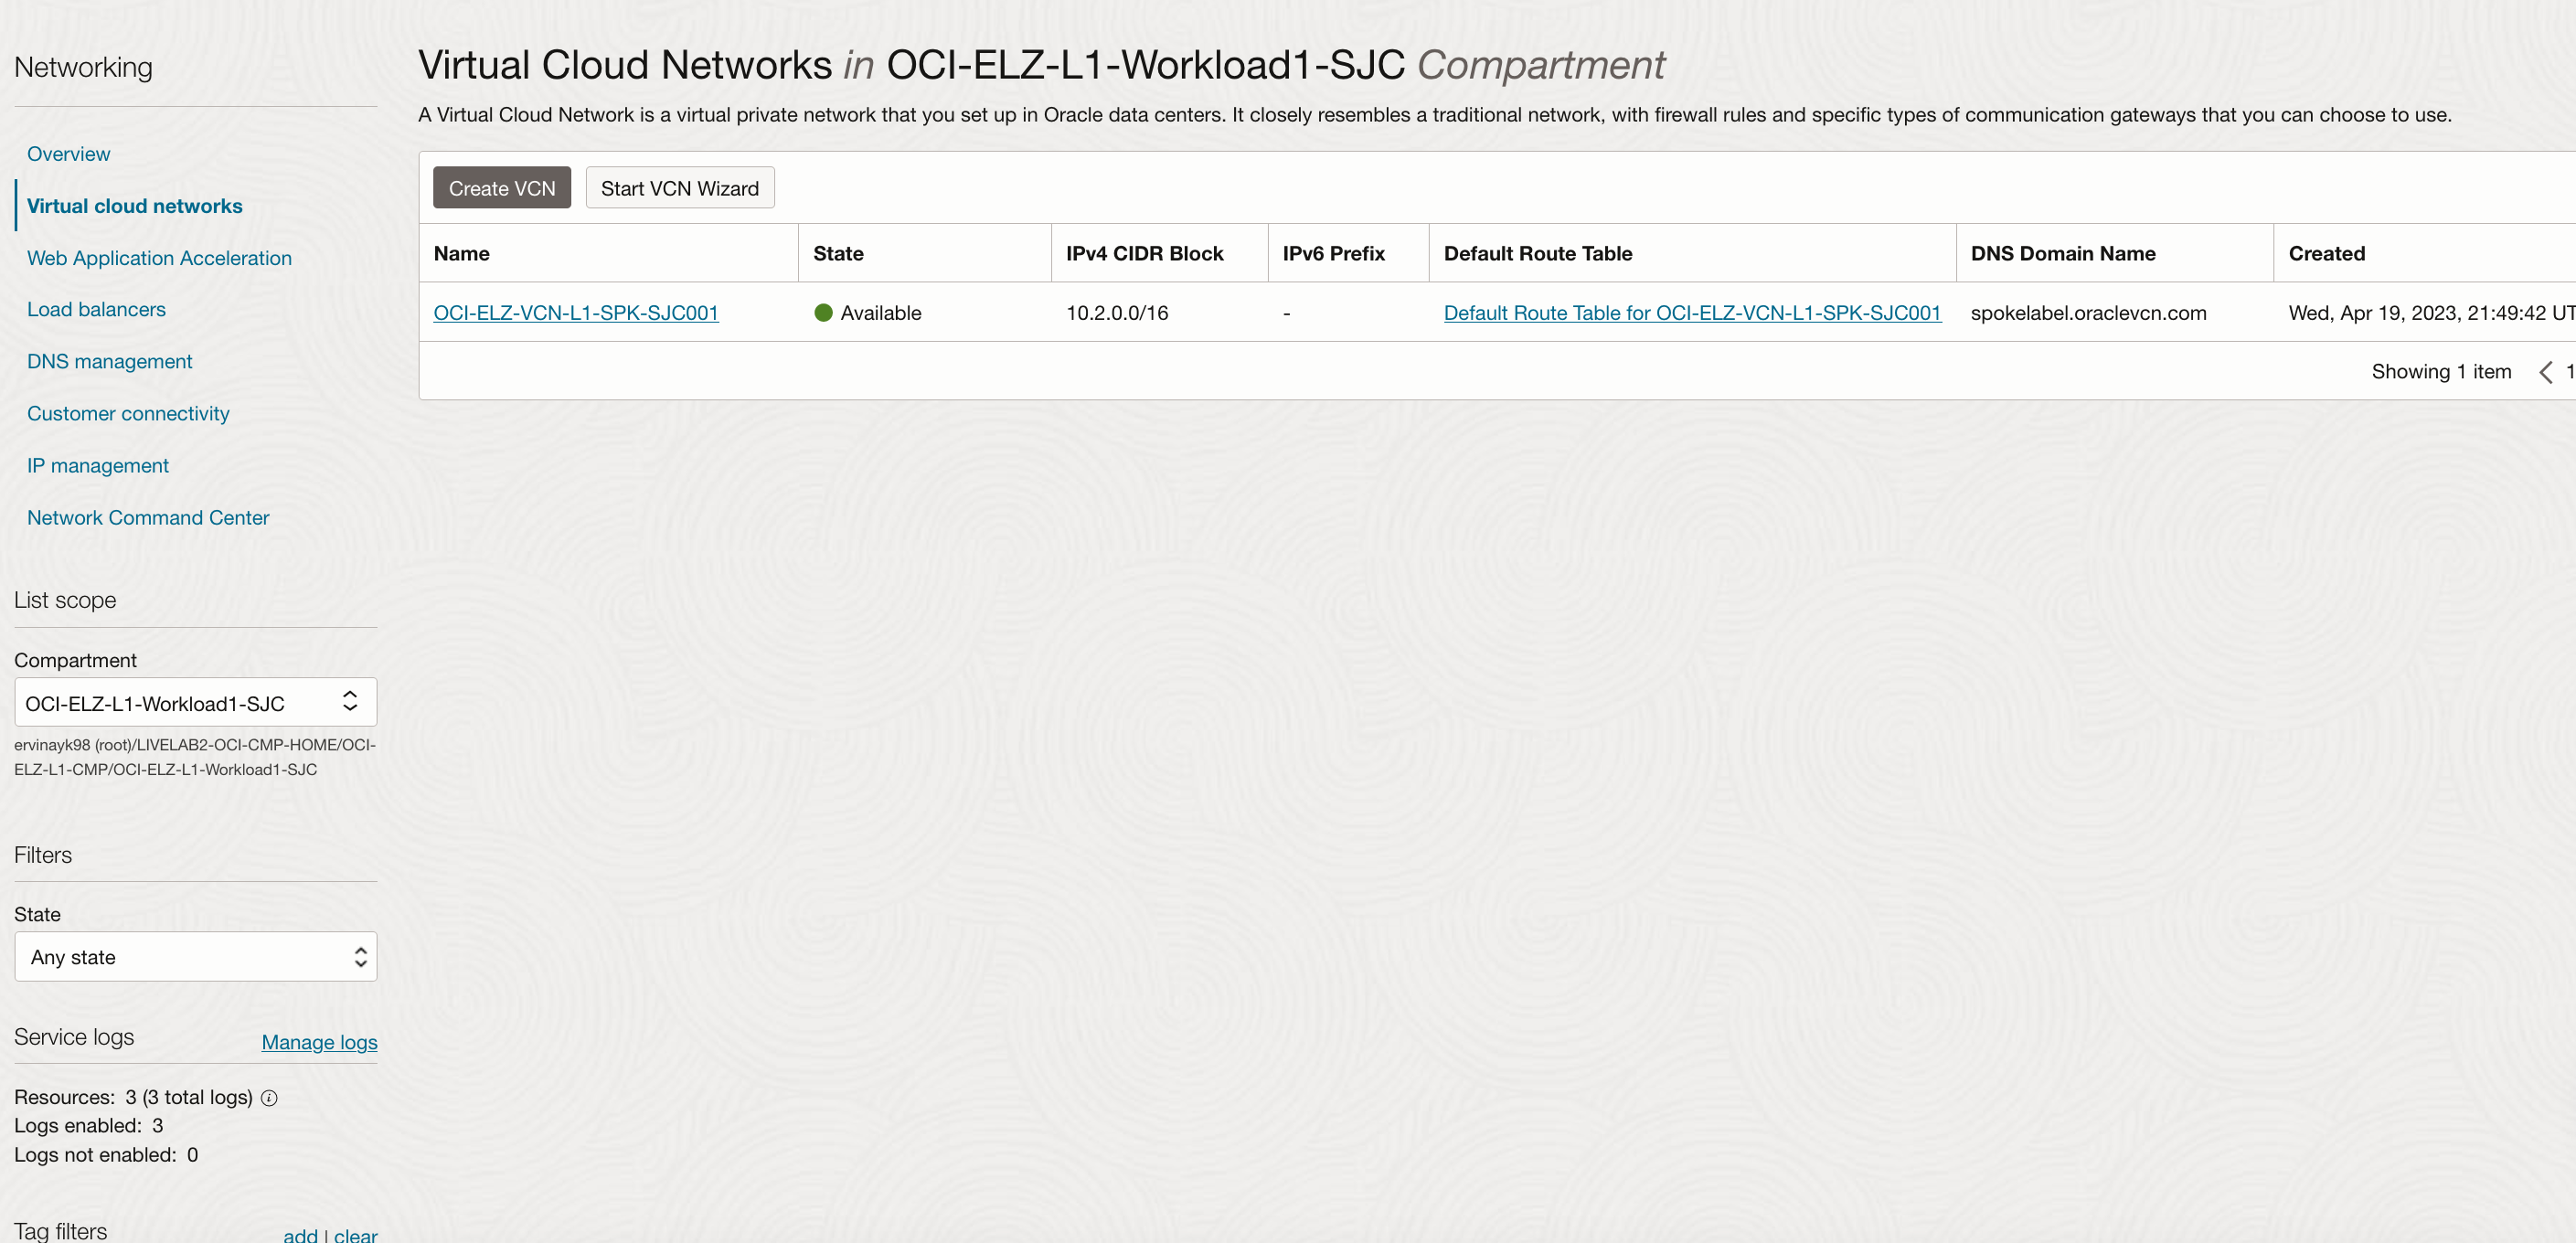 Networking
Overview
Virtual cloud networks
Web Application Acceleration
Load balancers
DNS management
Customer connectivity
IP management
Network Command Center
List scope
Compartment
OCI-ELZ-L1-Workload1-SJC
ervinayk98 (root)/LIVELAB2-OCI-CMP-HOME/OCI-
ELZ-L1-CMP/OCI-ELZ-L1-Workload1-SJC
Filters
State
Any state
Service logs Manage logs
Resources: 3 (3 total logs)
Logs enabled: 3
Logs not enabled: 0
Tag filters add | clear
Virtual Cloud Networks in OCI-ELZ-L1-Workload1-SJC Compartment
A Virtual Cloud Network is a virtual private network that you set up in Oracle data centers. It closely resembles a traditional network, with firewall rules and specific types of communication gateways that you can choose to use.
Create VCN Start VCN Wizard
Name State IPv4 CIDR Block IPv6 Prefix Default Route Table DNS Domain Name Created
OCI-ELZ-VCN-L1-SPK-SJC001 Available 10.2.0.0/16 - Default Route Table for OCI-ELZ-VCN-L1-SPK-SJC001 spokelabel.oraclevcn.com Wed, Apr 19, 2023, 21:49:42 UT
Showing 1 item < 1